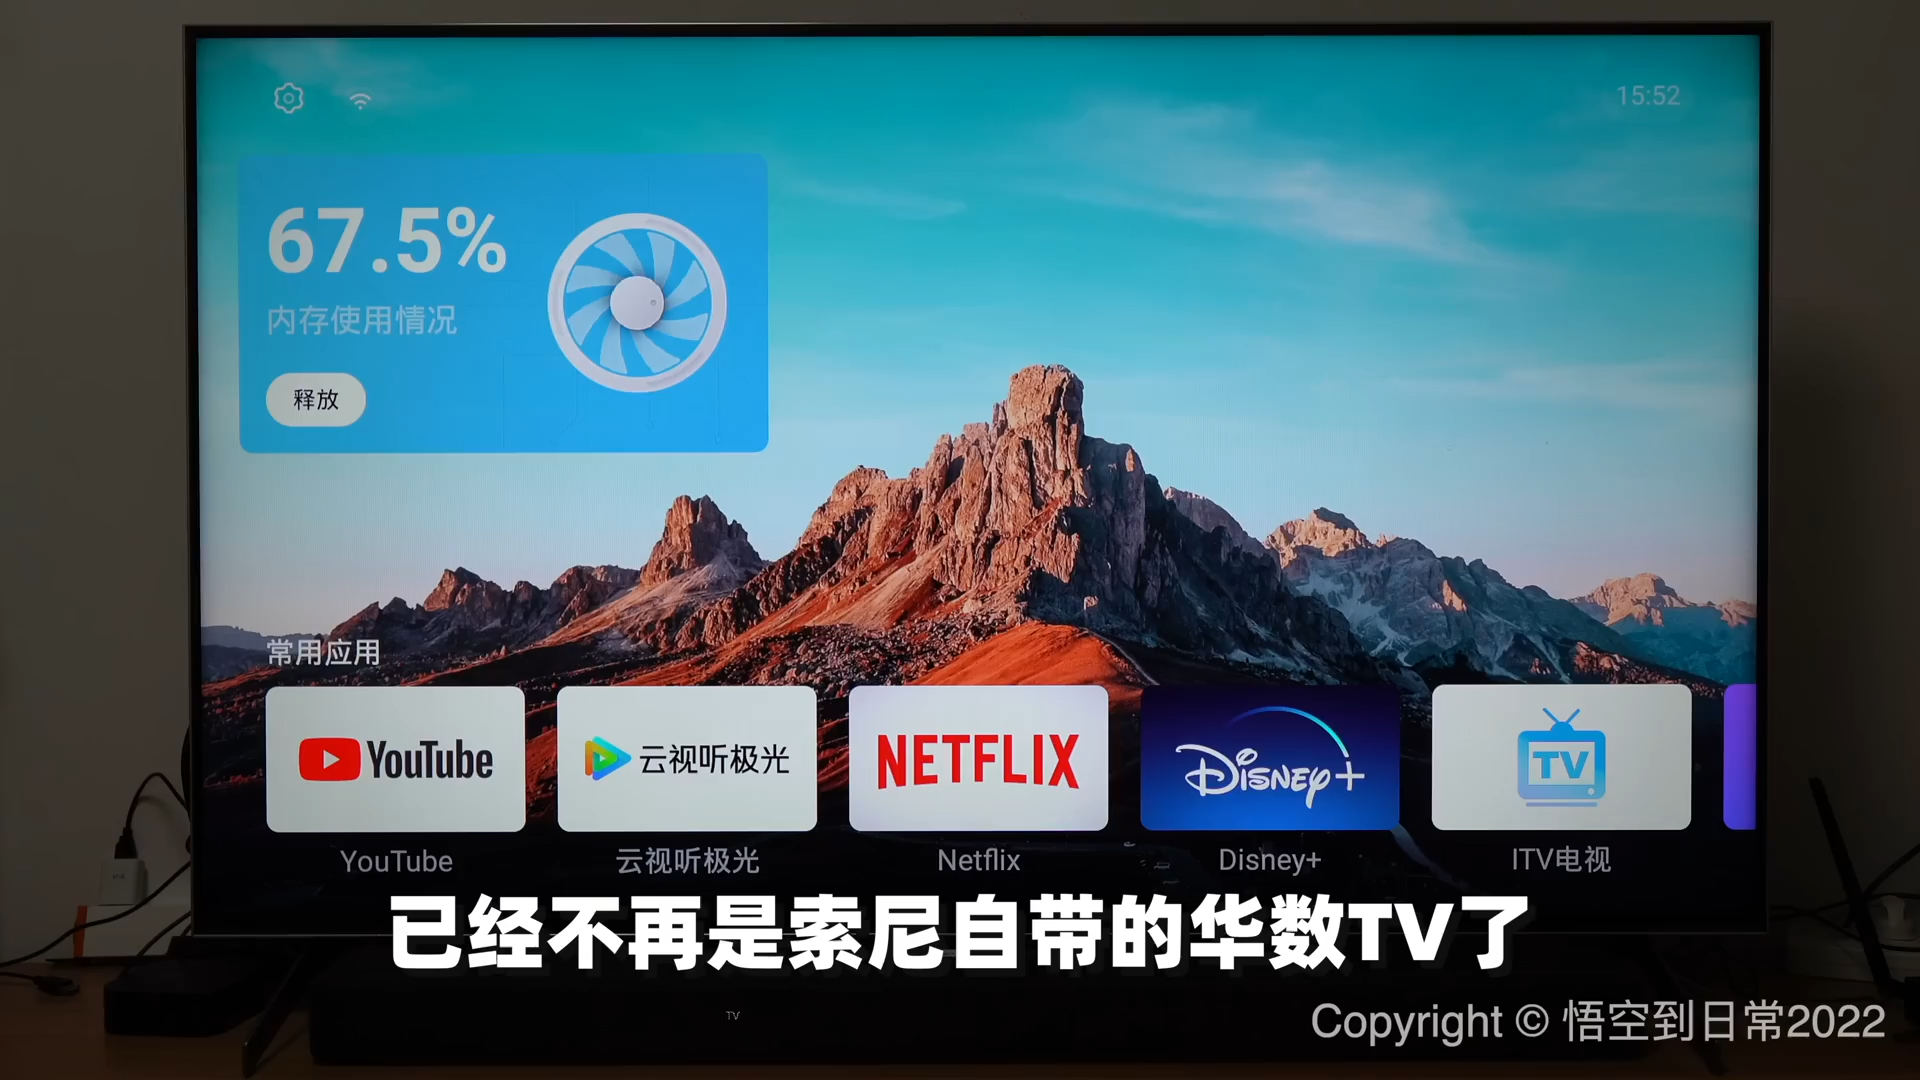 15:52
67.5%
内存使用情况
释放
常用应用
YouTube
云视听极光
NETFLIX
Disney+
TV
YouTube
云视听极光
Netflix
Disney+
ITV电视
已经不再是索尼自带的华数TV了
TV
Copyright © 悟空到日常2022